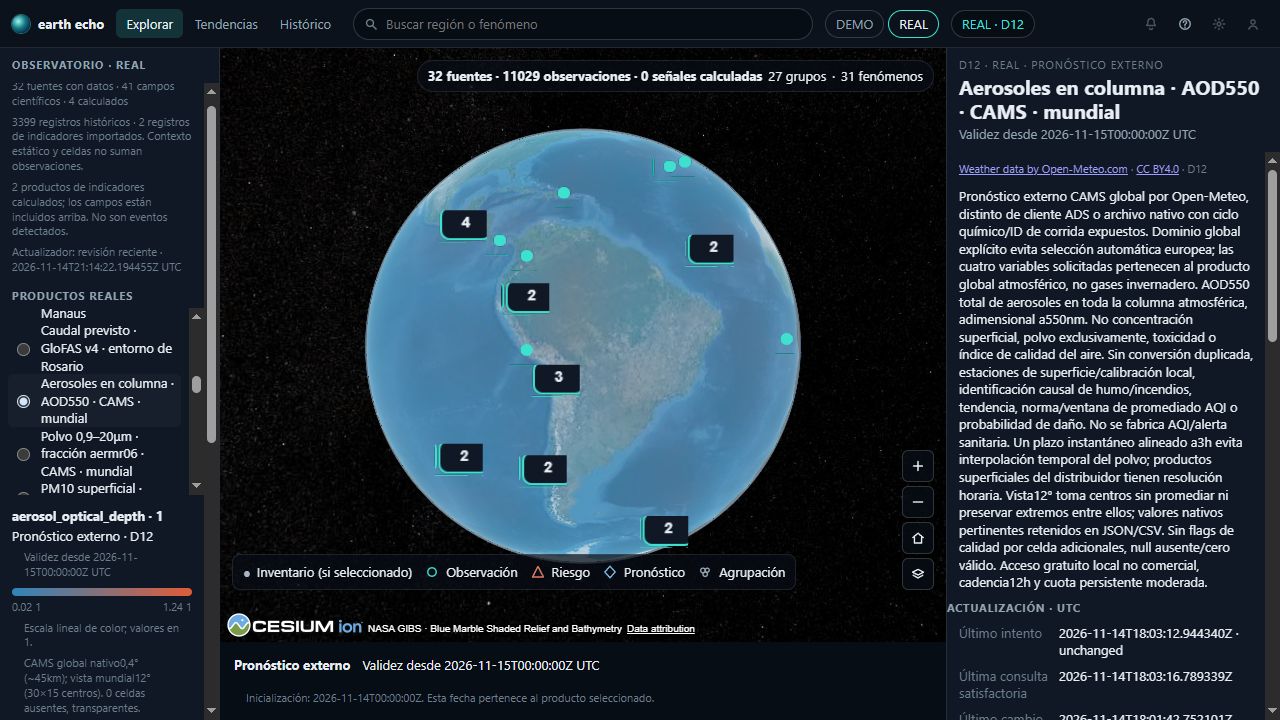 earth echo
Explorar
Tendencias
Histórico
Buscar región o fenómeno
DEMO
REAL
REAL · D12
OBSERVATORIO · REAL
32 fuentes con datos · 41 campos
científicos · 4 calculados
3399 registros históricos · 2 registros
de indicadores importados. Contexto
estático y celdas no suman
observaciones.
2 productos de indicadores
calculados; los campos están
incluidos arriba. No son eventos
detectados.
Actualizador: revisión reciente ·
2026-11-14T21:14:22.194455Z UTC
PRODUCTOS REALES
Manaus
Caudal previsto ·
GloFAS v4 · entorno de
Rosario
Aerosoles en columna ·
AOD550 · CAMS ·
mundial
Polvo 0,9–20µm ·
fracción aermr06 ·
CAMS · mundial
PM10 superficial ·
aerosol_optical_depth · 1
Pronóstico externo · D12
Validez desde 2026-11-
15T00:00:00Z UTC
0.02 1
1.24 1
Escala lineal de color; valores en
1.
CAMS global nativo0,4°
(~45km); vista mundial12°
(30×15 centros). 0 celdas
ausentes, transparentes.
32 fuentes · 11029 observaciones · 0 señales calculadas 27 grupos · 31 fenómenos
4
2
2
3
2
2
2
Inventario (si seleccionado)
Observación
Riesgo
Pronóstico
Agrupación
CESIUM ion
NASA GIBS · Blue Marble Shaded Relief and Bathymetry Data attribution
Pronóstico externo Validez desde 2026-11-15T00:00:00Z UTC
Inicialización: 2026-11-14T00:00:00Z. Esta fecha pertenece al producto seleccionado.
D12 · REAL · PRONÓSTICO EXTERNO
Aerosoles en columna · AOD550
· CAMS · mundial
Validez desde 2026-11-15T00:00:00Z UTC
Weather data by Open-Meteo.com · CC BY4.0 · D12
Pronóstico externo CAMS global por Open-Meteo,
distinto de cliente ADS o archivo nativo con ciclo
químico/ID de corrida expuestos. Dominio global
explícito evita selección automática europea; las
cuatro variables solicitadas pertenecen al producto
global atmosférico, no gases invernadero. AOD550
total de aerosoles en toda la columna atmosférica,
adimensional a550nm. No concentración
superficial, polvo exclusivamente, toxicidad o
índice de calidad del aire. Sin conversión duplicada,
estaciones de superficie/calibración local,
identificación causal de humo/incendios,
tendencia, norma/ventana de promediado AQI o
probabilidad de daño. No se fabrica AQI/alerta
sanitaria. Un plazo instantáneo alineado a3h evita
interpolación temporal del polvo; productos
superficiales del distribuidor tienen resolución
horaria. Vista12° toma centros sin promediar ni
preservar extremos entre ellos; valores nativos
pertinentes retenidos en JSON/CSV. Sin flags de
calidad por celda adicionales, null ausente/cero
válido. Acceso gratuito local no comercial,
cadencia12h y cuota persistente moderada.
ACTUALIZACIÓN · UTC
Último intento 2026-11-14T18:03:12.944340Z ·
unchanged
Última consulta 2026-11-14T18:03:16.789339Z
satisfactoria
Último cambio 2026-11-14T18:01:42.752101Z